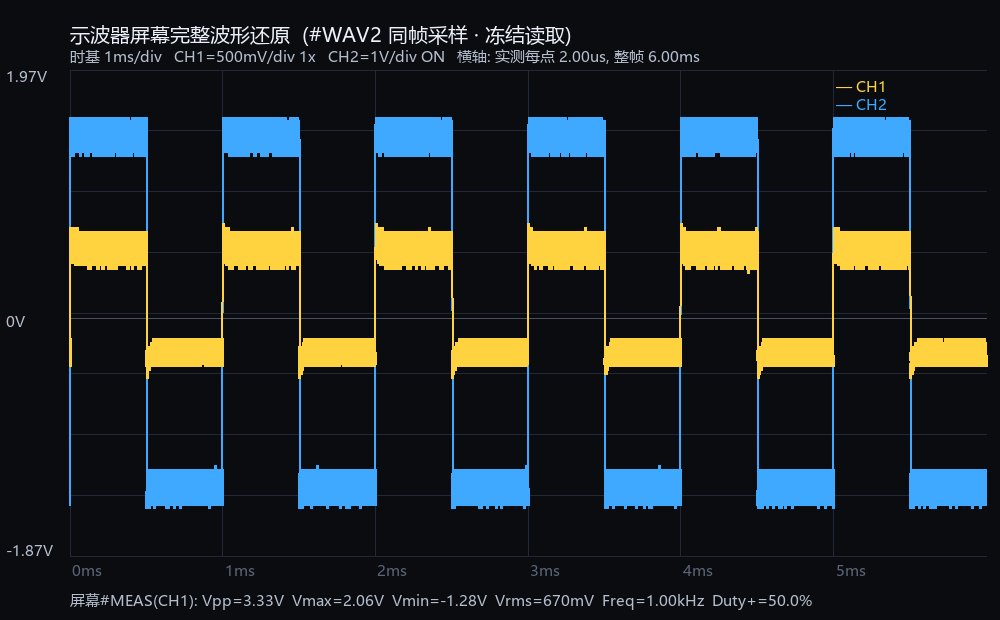 示波器屏幕完整波形还原 (#WAV2 同帧采样 · 冻结读取)
时基 1ms/div CH1=500mV/div 1x CH2=1V/div ON 横轴: 实测每点 2.00us, 整帧 6.00ms
1.97V
CH1
CH2
0V
-1.87V
0ms 1ms 2ms 3ms 4ms 5ms
屏幕#MEAS(CH1): Vpp=3.33V Vmax=2.06V Vmin=-1.28V Vrms=670mV Freq=1.00kHz Duty+=50.0%